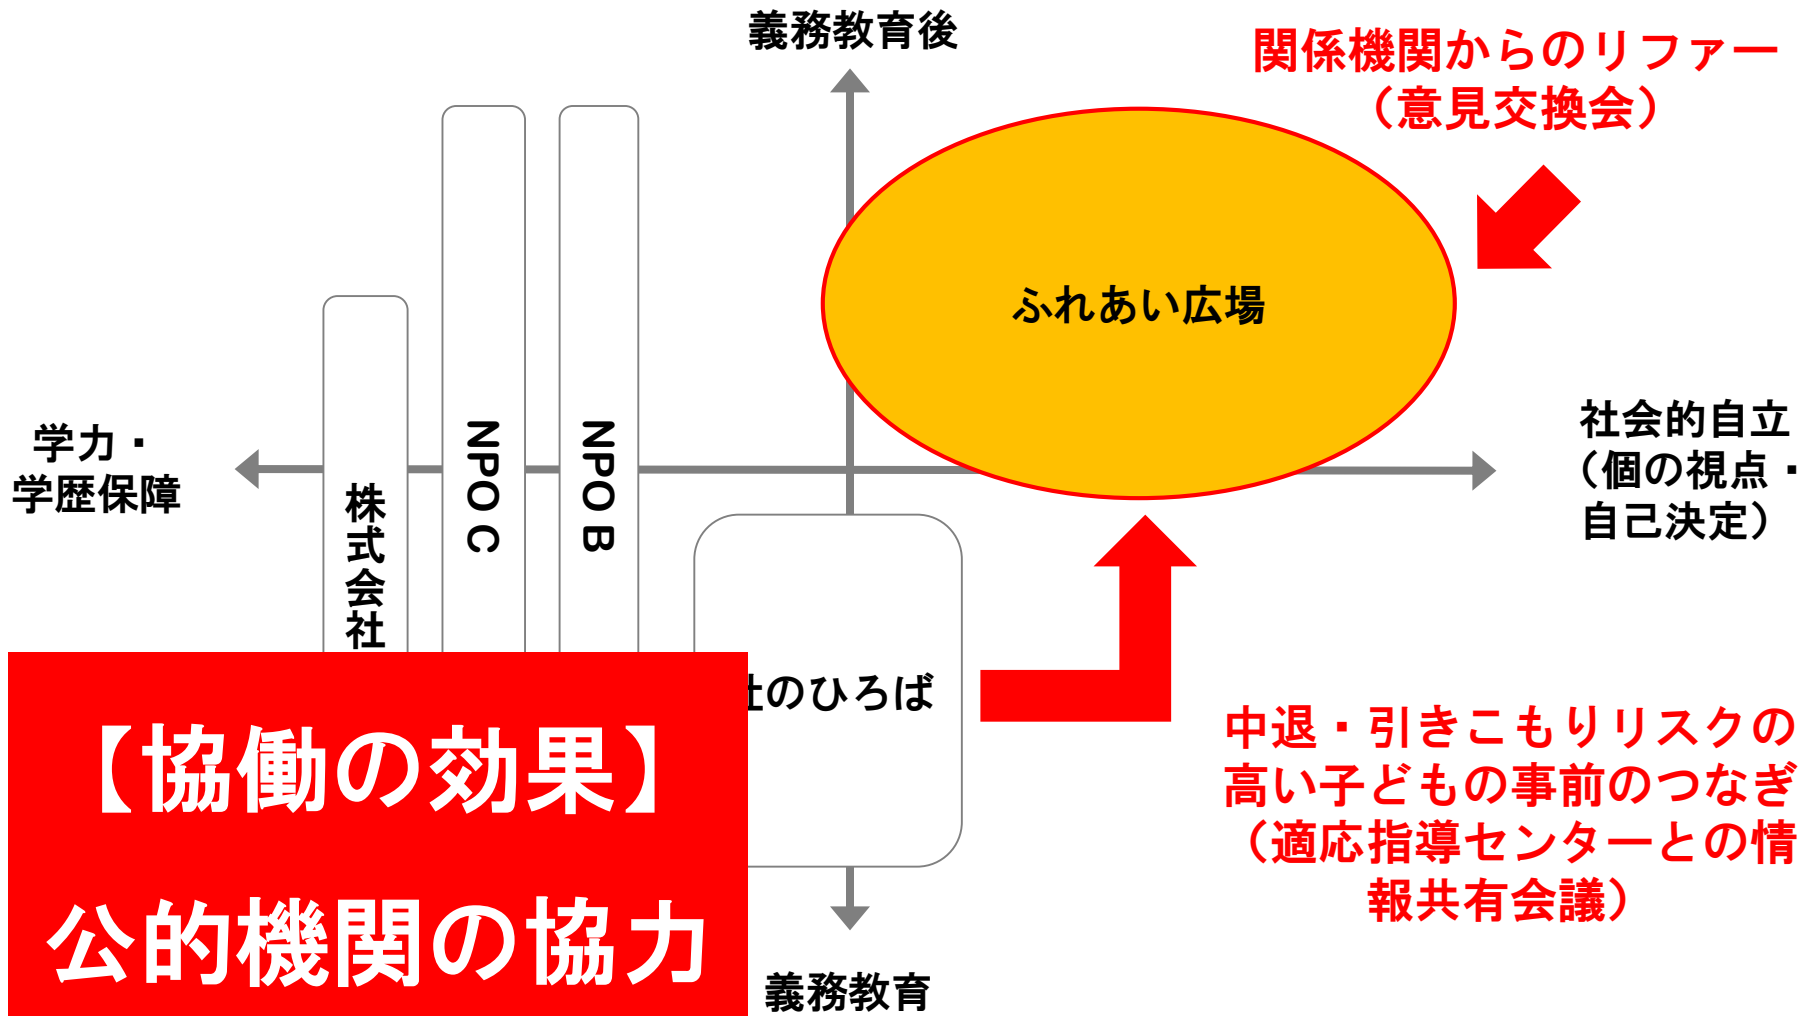 義務教育後
関係機関からのリファー
（意見交換会）
ふれあい広場
学力・
学歴保障
株式会社
NPO C
NPO B
社会的自立
（個の視点・
自己決定）
のひろば
中退・引きこもりリスクの
高い子どもの事前のつなぎ
（適応指導センターとの情
報共有会議）
【協働の効果】
公的機関の協力
義務教育